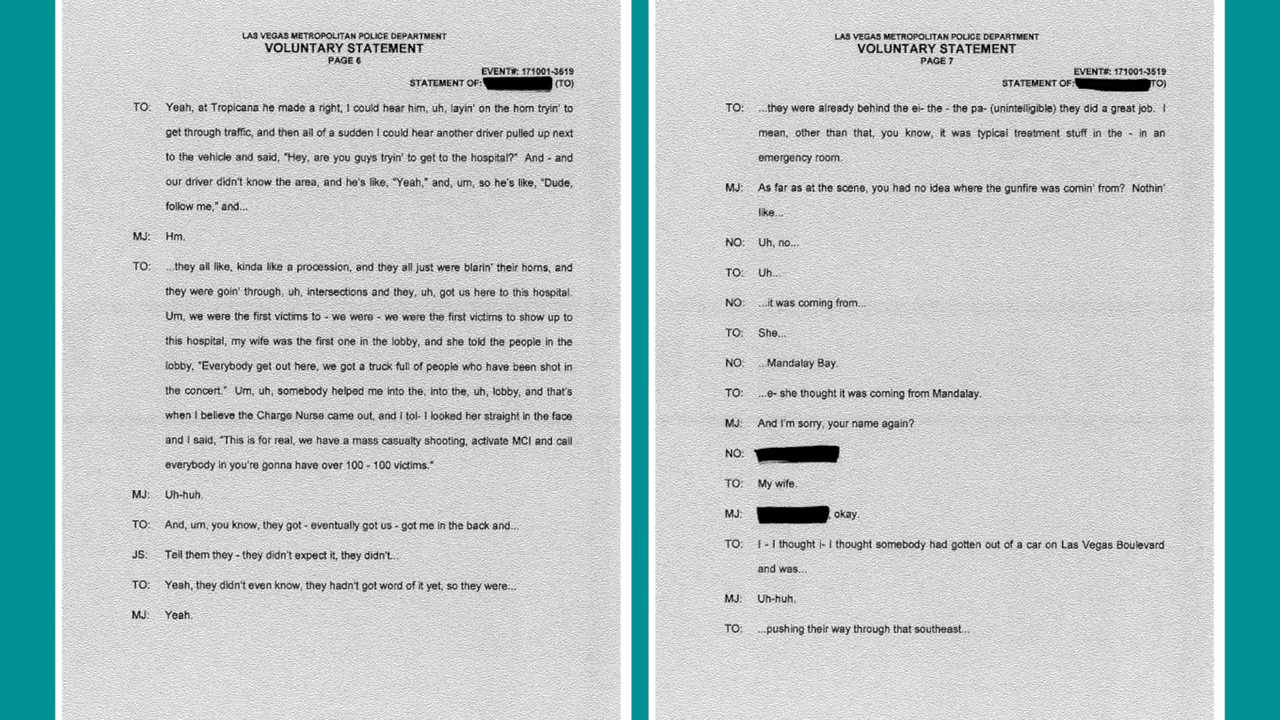 LAS VEGAS METROPOLITAN POLICE DEPARTMENT
VOLUNTARY STATEMENT
PAGE 6
EVENT#: 171001-3519
STATEMENT OF: (TO)
TO: Yeah, at Tropicana he made a right, I could hear him, uh, layin' on the horn tryin' to
get through traffic, and then all of a sudden I could hear another driver pulled up next
to the vehicle and said, "Hey, are you guys tryin' to get to the hospital?" And - and
our driver didn't know the area, and he's like, "Yeah," and, um, so he's like, "Dude,
follow me," and...
MJ: Hm.
TO: ...they all like, kinda like a procession, and they all just were blarin' their horns, and
they were goin' through, uh, intersections and they, uh, got us here to this hospital.
Um, we were the first victims to - we were - we were the first victims to show up to
this hospital, my wife was the first one in the lobby, and she told the people in the
lobby, "Everybody get out here, we got a truck full of people who have been shot in
the concert." Um, uh, somebody helped me into the, into the, uh, lobby, and that's
when I believe the Charge Nurse came out, and I tol- I looked her straight in the face
and I said, "This is for real, we have a mass casualty shooting, activate MCI and call
everybody in you're gonna have over 100 - 100 victims."
MJ: Uh-huh.
TO: And, um, you know, they got - eventually got us - got me in the back and...
JS: Tell them they - they didn't expect it, they didn't...
TO: Yeah, they didn't even know, they hadn't got word of it yet, so they were...
MJ: Yeah.
LAS VEGAS METROPOLITAN POLICE DEPARTMENT
VOLUNTARY STATEMENT
PAGE 7
EVENT#: 171001-3519
STATEMENT OF: TO)
TO: ...they were already behind the ei- the - the pa- (unintelligible) they did a great job. I
mean, other than that, you know, it was typical treatment stuff in the - in an
emergency room.
MJ: As far as at the scene, you had no idea where the gunfire was comin' from? Nothin'
like...
NO: Uh, no...
TO: Uh...
NO: ...it was coming from...
TO: She...
NO: ...Mandalay Bay.
TO: ...e- she thought it was coming from Mandalay.
MJ: And I'm sorry, your name again?
NO:
TO: My wife.
MJ: , okay.
TO: I - I thought i- I thought somebody had gotten out of a car on Las Vegas Boulevard
and was...
MJ: Uh-huh.
TO: ...pushing their way through that southeast...